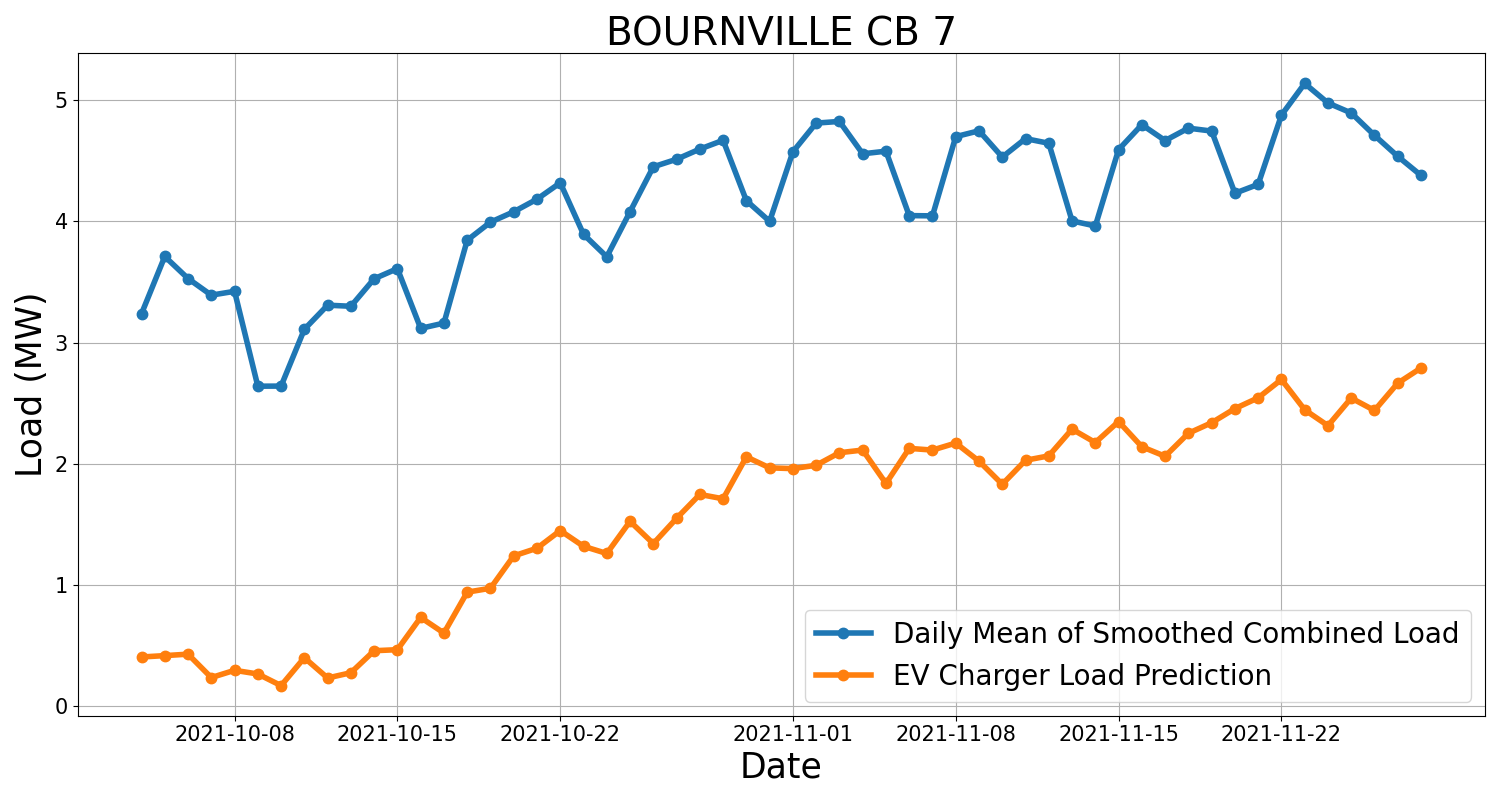 BOURNVILLE CB 7
Load (MW)
5
4
3
2
1
0
Daily Mean of Smoothed Combined Load
EV Charger Load Prediction
2021-10-08 2021-10-15 2021-10-22 2021-11-01 2021-11-08 2021-11-15 2021-11-22
Date